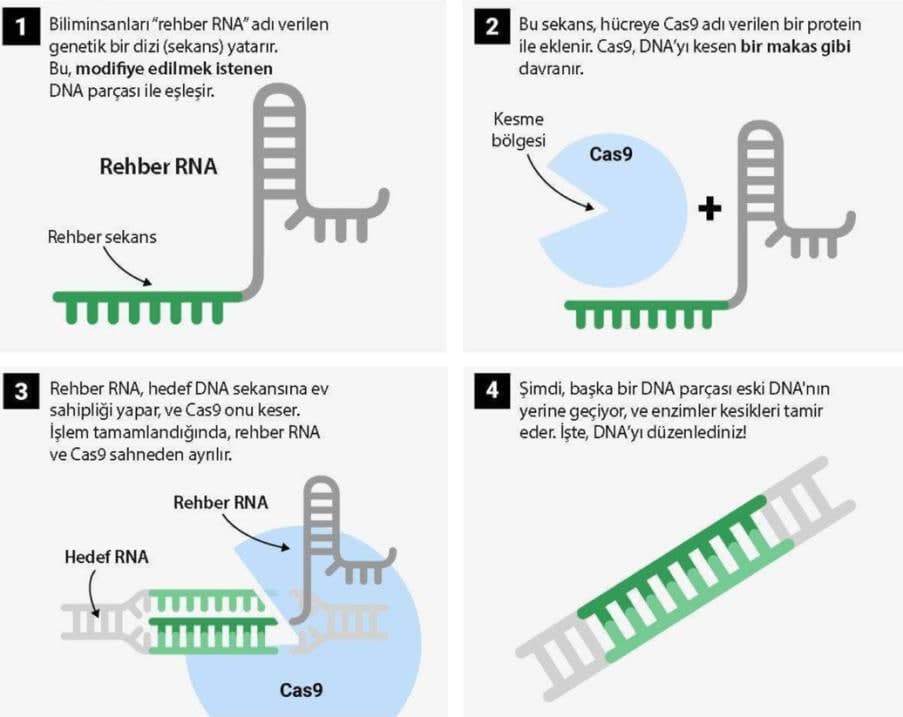 1
Biliminsanları “rehber RNA” adı verilen
genetik bir dizi (sekans) yatarır.
Bu, modifiye edilmek istenen
DNA parçası ile eşleşir.
Rehber RNA
Rehber sekans
2
Bu sekans, hücreye Cas9 adı verilen bir protein
ile eklenir. Cas9, DNA’yı kesen bir makas gibi
davranır.
Kesme
bölgesi
Cas9
+
3
Rehber RNA, hedef DNA sekansına ev
sahipliği yapar, ve Cas9 onu keser.
İşlem tamamlandığında, rehber RNA
ve Cas9 sahneden ayrılır.
Rehber RNA
Hedef RNA
Cas9
4
Şimdi, başka bir DNA parçası eski DNA'nın
yerine geçiyor, ve enzimler kesikleri tamir
eder. İşte, DNA’yı düzenlediniz!